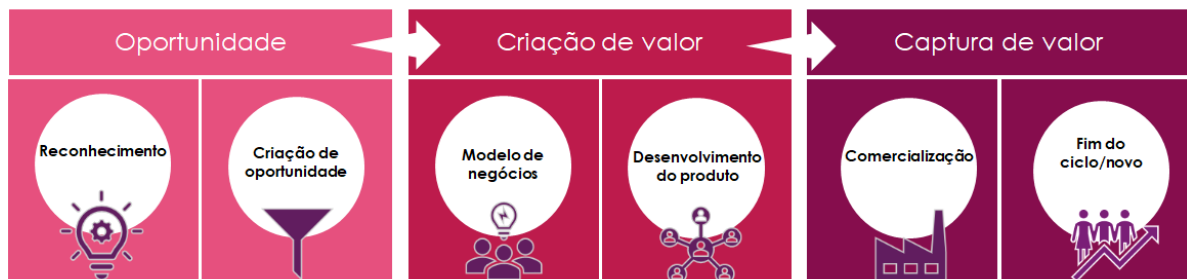 Oportunidade
Criação de valor
Captura de valor
Reconhecimento
Criação de
oportunidade
Modelo de
negócios
Desenvolvimento
do produto
Comercialização
Fim do
ciclo/novo